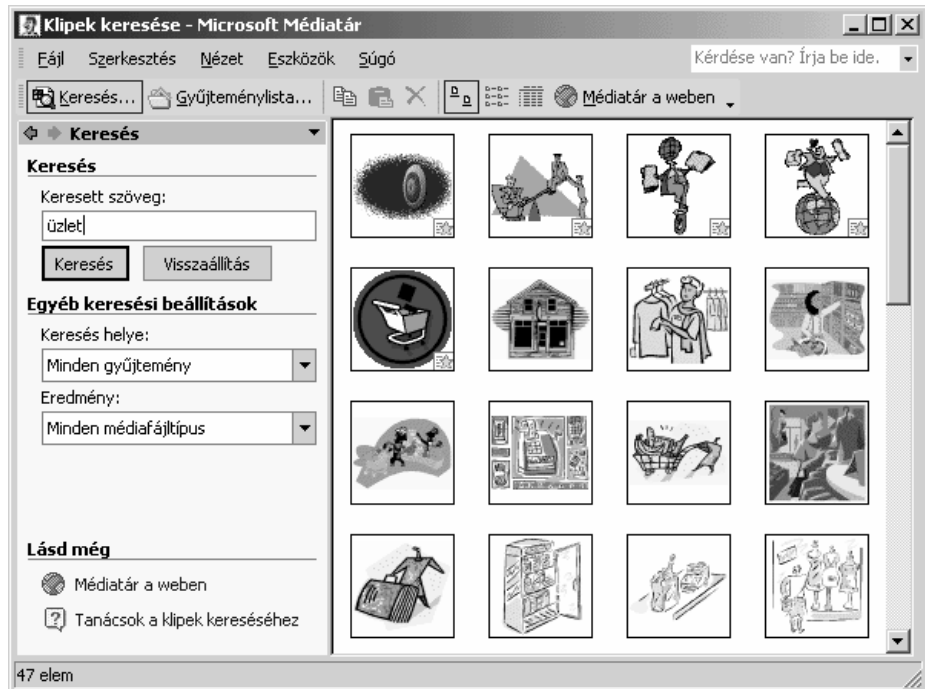 Klipek keresése - Microsoft Médiatár
Fájl Szerkesztés Nézet Eszközök Súgó Kérdése van? Írja be ide.
Keresés... Gyűjteménylista... Médiatár a weben
Keresés
Keresés
Keresett szöveg:
üzlet
Keresés Visszaállítás
Egyéb keresési beállítások
Keresés helye:
Minden gyűjtemény
Eredmény:
Minden médiafájltípus
Lásd még
Médiatár a weben
Tanácsok a klipek kereséséhez
47 elem